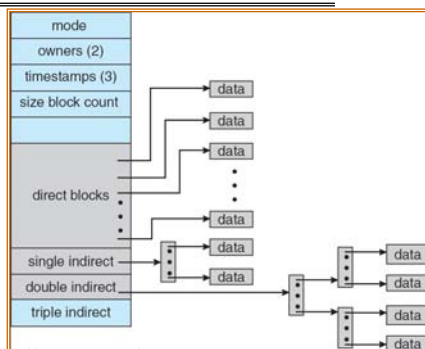 mode
owners (2)
timestamps (3)
size block count
data
data
data
direct blocks
data
single indirect
data
data
double indirect
triple indirect
data
data
data
data